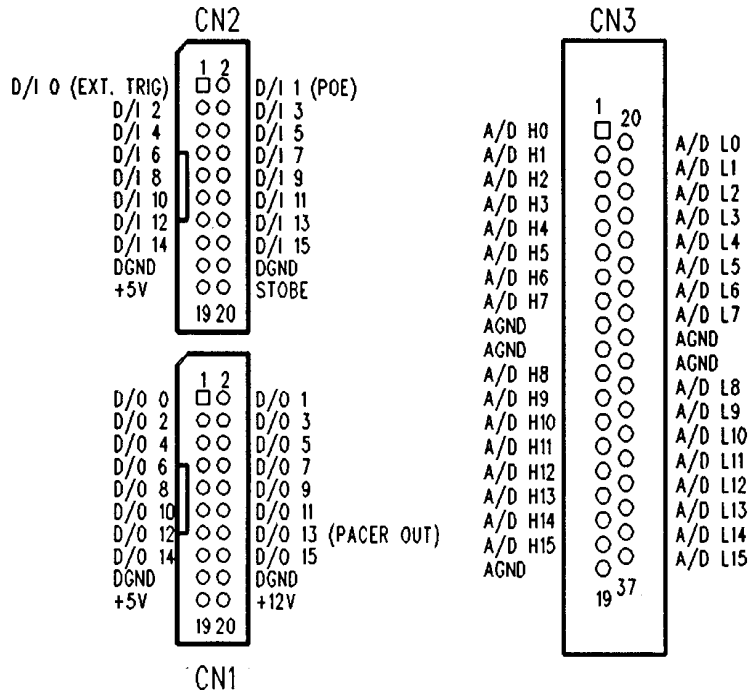 CN2
1 2
D/I 0 (EXT. TRIG) D/I 1 (POE)
D/I 2 D/I 3
D/I 4 D/I 5
D/I 6 D/I 7
D/I 8 D/I 9
D/I 10 D/I 11
D/I 12 D/I 13
D/I 14 D/I 15
DGND DGND
+5V STOBE
19 20
1 2
D/O 0 D/O 1
D/O 2 D/O 3
D/O 4 D/O 5
D/O 6 D/O 7
D/O 8 D/O 9
D/O 10 D/O 11
D/O 12 D/O 13 (PACER OUT)
D/O 14 D/O 15
DGND DGND
+5V +12V
19 20
CN1
CN3
1 20
A/D H0 A/D L0
A/D H1 A/D L1
A/D H2 A/D L2
A/D H3 A/D L3
A/D H4 A/D L4
A/D H5 A/D L5
A/D H6 A/D L6
A/D H7 A/D L7
AGND AGND
AGND AGND
A/D H8 A/D L8
A/D H9 A/D L9
A/D H10 A/D L10
A/D H11 A/D L11
A/D H12 A/D L12
A/D H13 A/D L13
A/D H14 A/D L14
A/D H15 A/D L15
AGND
19 37